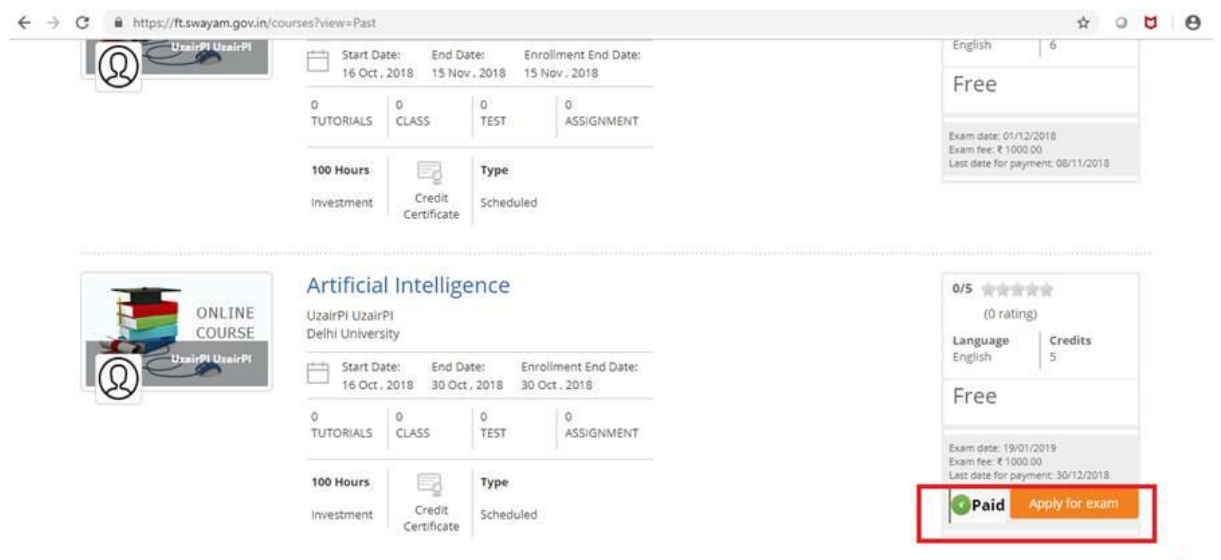 https://ft.swayam.gov.in/courses?view=Past
UzairPI UzairPI
Start Date: End Date: Enrollment End Date:
16 Oct , 2018 15 Nov , 2018 15 Nov , 2018
0 0 0 0
TUTORIALS CLASS TEST ASSIGNMENT
100 Hours Type
Investment Credit Certificate Scheduled
English 6
Free
Exam date: 01/12/2018
Exam fee: ₹ 1000.00
Last date for payment: 08/11/2018
ONLINE
COURSE
UzairPI UzairPI
Artificial Intelligence
UzairPI UzairPI
Delhi University
Start Date: End Date: Enrollment End Date:
16 Oct , 2018 30 Oct , 2018 30 Oct , 2018
0 0 0 0
TUTORIALS CLASS TEST ASSIGNMENT
100 Hours Type
Investment Credit Certificate Scheduled
0/5
(0 rating)
Language Credits
English 5
Free
Exam date: 19/01/2019
Exam fee: ₹ 1000.00
Last date for payment: 30/12/2018
Paid Apply for exam